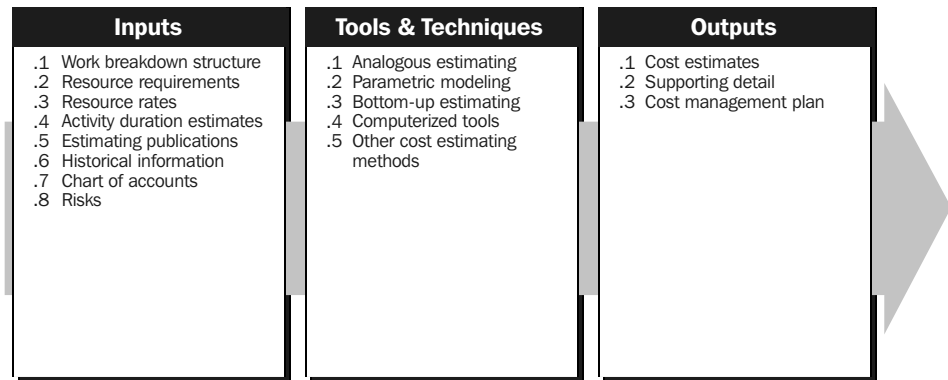 Inputs
.1 Work breakdown structure
.2 Resource requirements
.3 Resource rates
.4 Activity duration estimates
.5 Estimating publications
.6 Historical information
.7 Chart of accounts
.8 Risks
Tools & Techniques
.1 Analogous estimating
.2 Parametric modeling
.3 Bottom-up estimating
.4 Computerized tools
.5 Other cost estimating
methods
Outputs
.1 Cost estimates
.2 Supporting detail
.3 Cost management plan